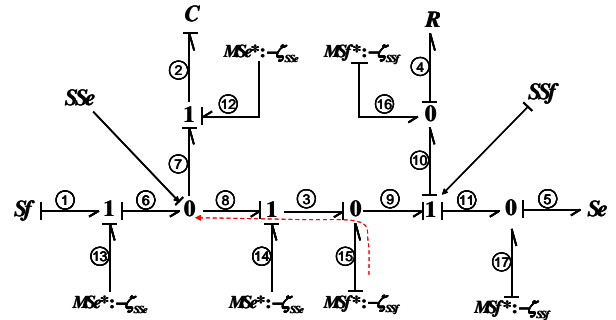 C
R
MSe*:-ζSSe
MSf*:-ζSSf
2
4
SSe
SSf
1 12
16 0
7
10
Sf 1 1 6 0 8 1 3 0 9 1 11 0 5 Se
13
14
15
17
MSe*:-ζSSe
MSe*:-ζSSe
MSf*:-ζSSf
MSf*:-ζSSf